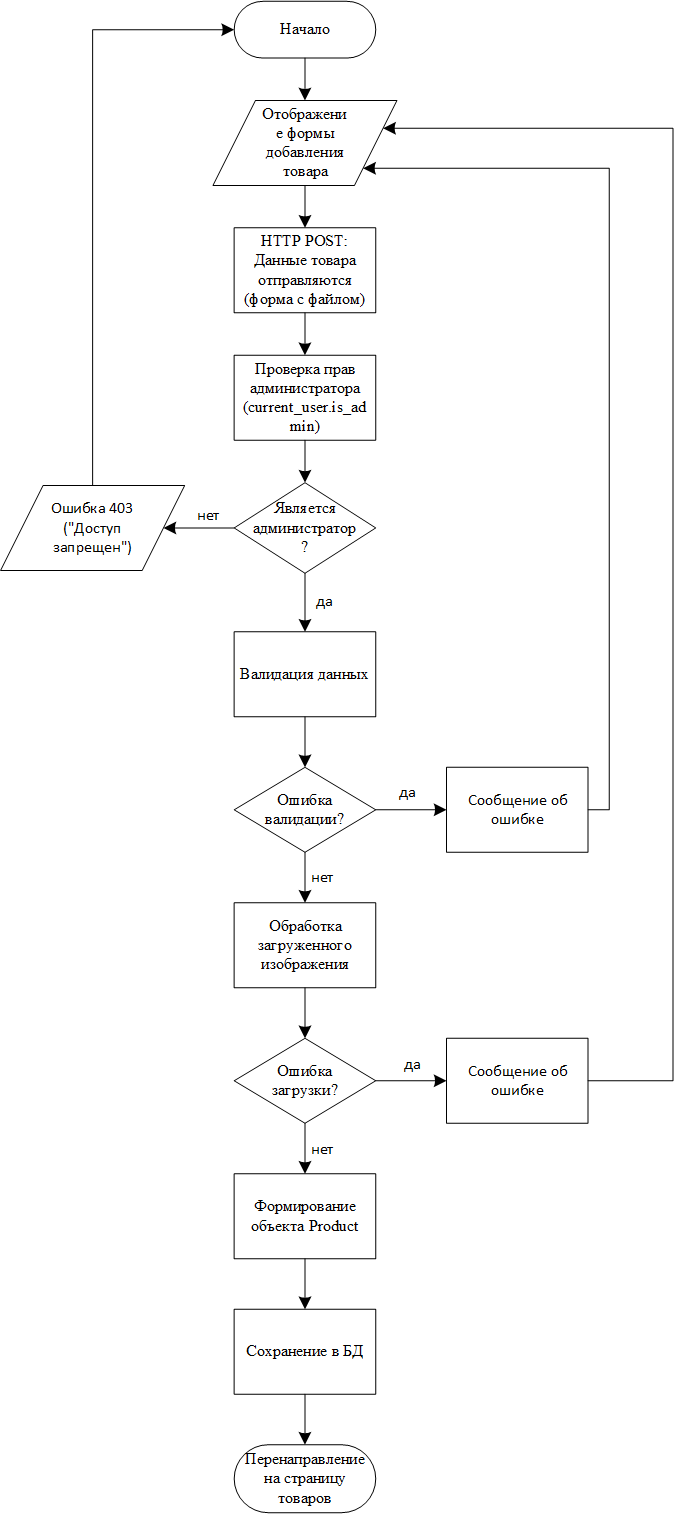 Начало
Отображени
е формы
добавления
товара
HTTP POST:
Данные товара
отправляются
(форма с файлом)
Проверка прав
администратора
(current_user.is_ad
min)
Является
администратор
?
нет
Ошибка 403
("Доступ
запрещен")
да
Валидация данных
Ошибка
валидации?
да
Сообщение об
ошибке
нет
Обработка
загруженного
изображения
Ошибка
загрузки?
да
Сообщение об
ошибке
нет
Формирование
объекта Product
Сохранение в БД
Перенаправление
на страницу
товаров